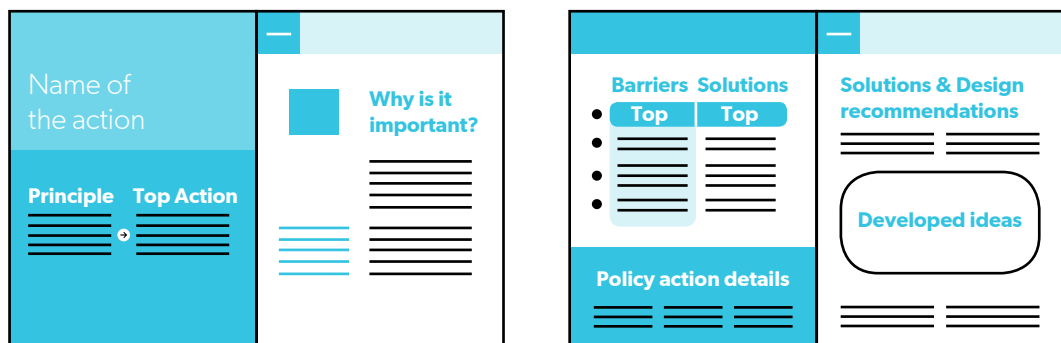 Name of
the action
Principle Top Action
Why is it
important?
Barriers Solutions
Top Top
Policy action details
Solutions & Design
recommendations
Developed ideas